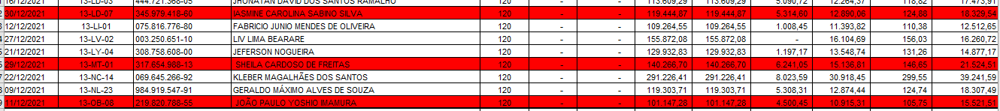 16/12/2021 13-LD-03 444.721.368-05 JHONATAN DAVID DOS SANTOS RAMALHO 120 - - 113.609,29 113.609,29 5.090,72 12.264,37 118,82 17.473,91
30/12/2021 13-LD-07 345.979.418-60 IASMINE CAROLINA SABINO SILVA 120 - - 119.444,87 119.444,87 5.314,60 12.890,06 124,88 18.329,54
12/12/2021 13-LI-01 075.816.776-80 FABRICIO JUNIO MENDES DE OLIVEIRA 120 - - 109.264,55 109.264,55 1.008,45 11.393,82 110,38 12.512,65
27/12/2021 13-LV-02 003.250.651-10 LIV LIMA BEARARE 120 - - 155.872,08 155.872,08 - 16.104,69 156,03 16.260,72
21/12/2021 13-LY-04 308.758.608-00 JEFERSON NOGUEIRA 120 - - 129.932,83 129.932,83 1.197,17 13.548,74 131,26 14.877,17
29/12/2021 13-MT-01 317.654.988-13 SHEILA CARDOSO DE FREITAS 120 - - 140.266,70 140.266,70 6.241,05 15.136,81 146,65 21.524,51
22/12/2021 13-NC-14 069.645.266-92 KLEBER MAGALHÃES DOS SANTOS 120 - - 291.226,41 291.226,41 8.023,59 30.918,45 299,55 39.241,59
09/12/2021 13-NL-23 984.919.547-91 GERALDO MÁXIMO ALVES DE SOUZA 120 - - 119.303,71 119.303,71 5.308,31 12.874,44 124,74 18.307,49
11/12/2021 13-OB-08 219.820.788-55 JOÃO PAULO YOSHIO IMAMURA 120 - - 101.147,28 101.147,28 4.500,45 10.915,31 105,75 15.521,51